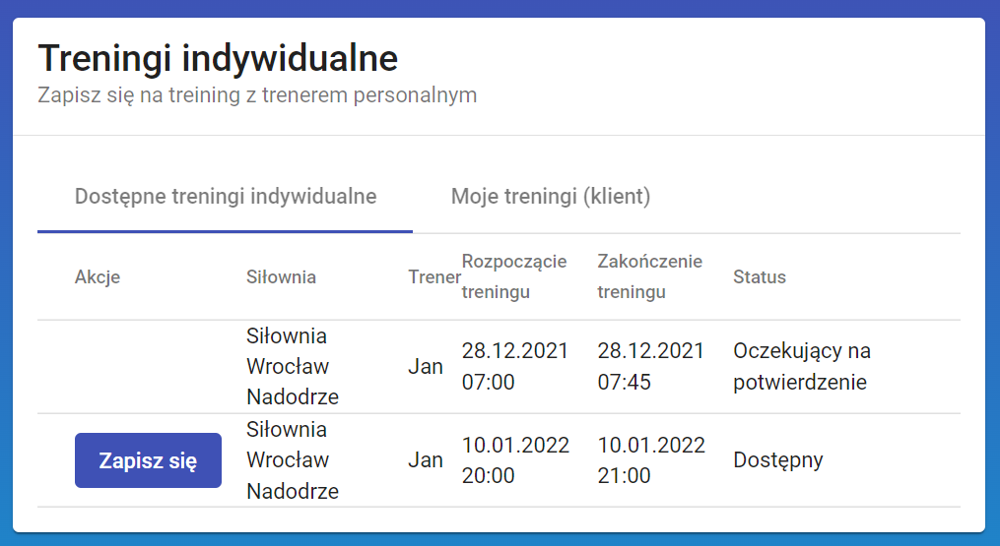 Treningi indywidualne
Zapisz się na treining z trenerem personalnym
Dostępne treningi indywidualne
Moje treningi (klient)
Akcje
Siłownia
Trener
Rozpoczącie
treningu
Zakończenie
treningu
Status
Siłownia
Wrocław
Nadodrze
Jan
28.12.2021
07:00
28.12.2021
07:45
Oczekujący na
potwierdzenie
Zapisz się
Siłownia
Wrocław
Nadodrze
Jan
10.01.2022
20:00
10.01.2022
21:00
Dostępny